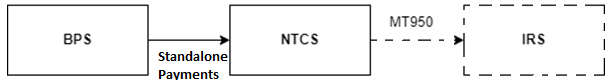 BPS
Standalone
Payments
NTCS
MT950
IRS